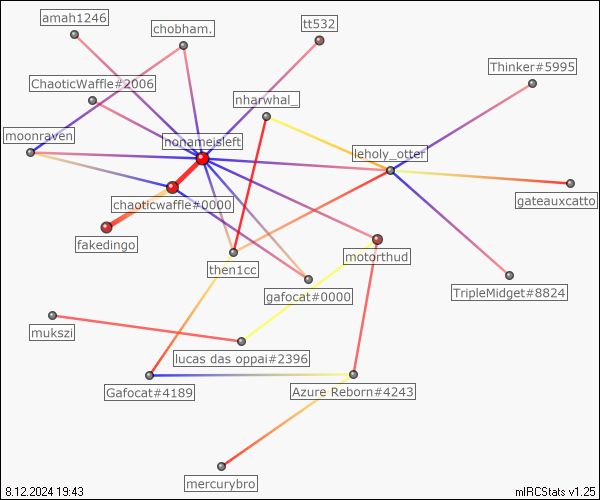 amah1246
chobham.
tt532
Thinker#5995
ChaoticWaffle#2006
nharwhal_
moonraven
nohameisleft
leholy_otter
chaoticwaffle#0000
gateauxcatto
fakedingo
motorthud
then1cc
gafocat#0000
TripleMidget#8824
mukszi
lucas das oppai#2396
Gafocat#4189
Azure Reborn#4243
mercurybro
8.12.2024 19:43
mIRCStats v1.25